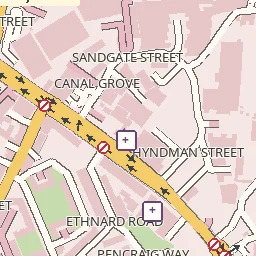 STREET
SANDGATE STREET
CANAL GROVE
HYNDMAN STREET
ET
ETHNARD ROAD
PENCRAIG WAY